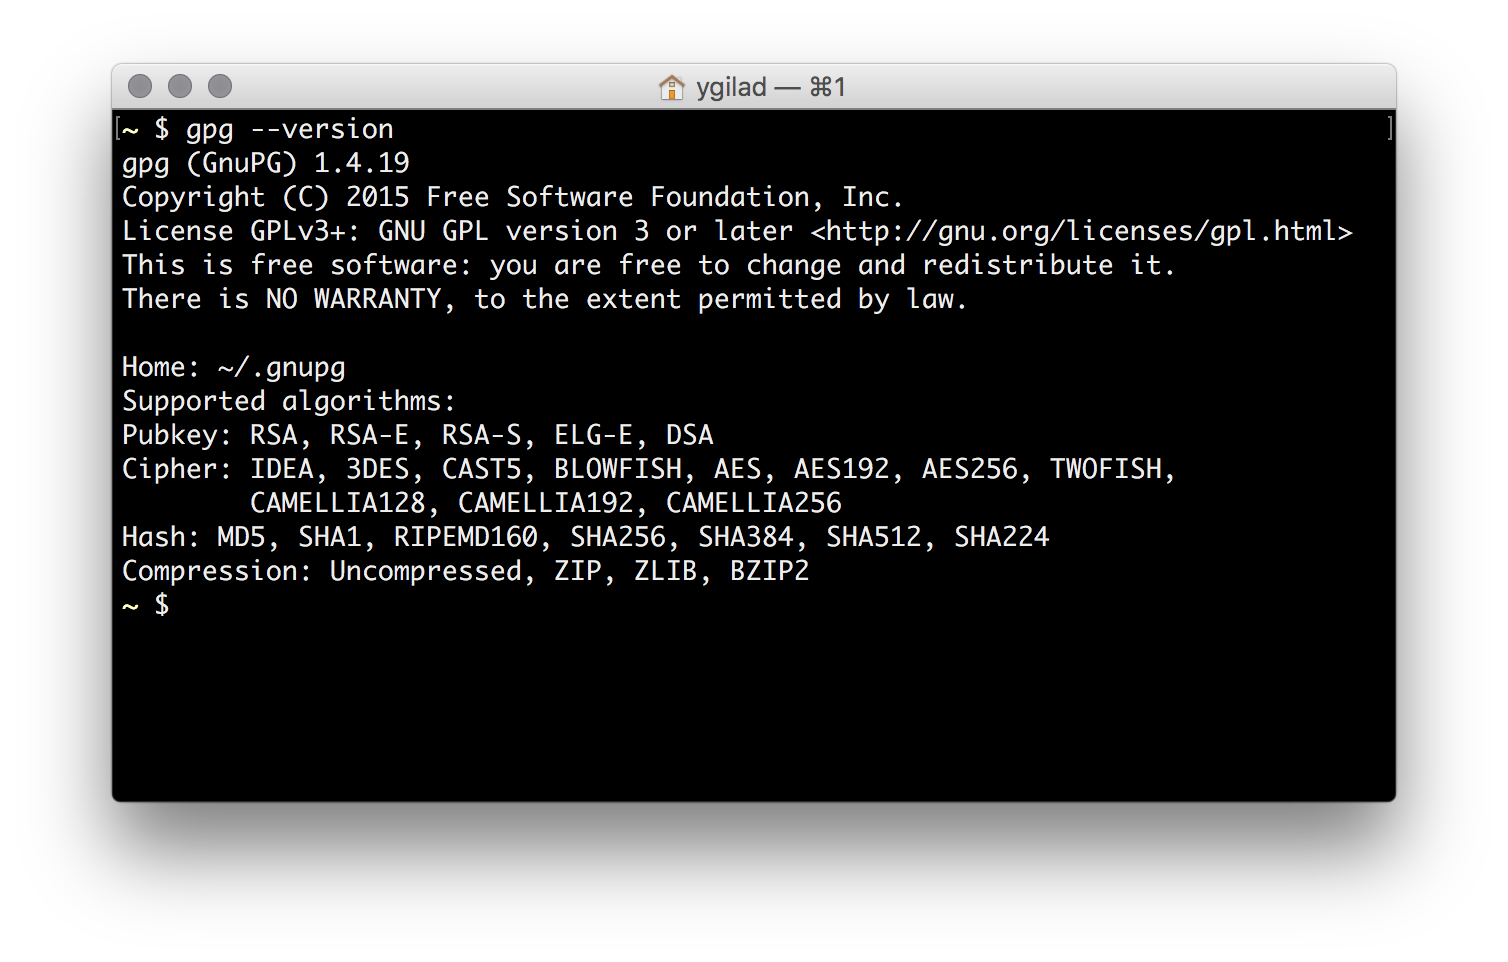 ygilad — ⌘1
~ $ gpg --version
gpg (GnuPG) 1.4.19
Copyright (C) 2015 Free Software Foundation, Inc.
License GPLv3+: GNU GPL version 3 or later <http://gnu.org/licenses/gpl.html>
This is free software: you are free to change and redistribute it.
There is NO WARRANTY, to the extent permitted by law.

Home: ~/.gnupg
Supported algorithms:
Pubkey: RSA, RSA-E, RSA-S, ELG-E, DSA
Cipher: IDEA, 3DES, CAST5, BLOWFISH, AES, AES192, AES256, TWOFISH,
        CAMELLIA128, CAMELLIA192, CAMELLIA256
Hash: MD5, SHA1, RIPEMD160, SHA256, SHA384, SHA512, SHA224
Compression: Uncompressed, ZIP, ZLIB, BZIP2
~ $